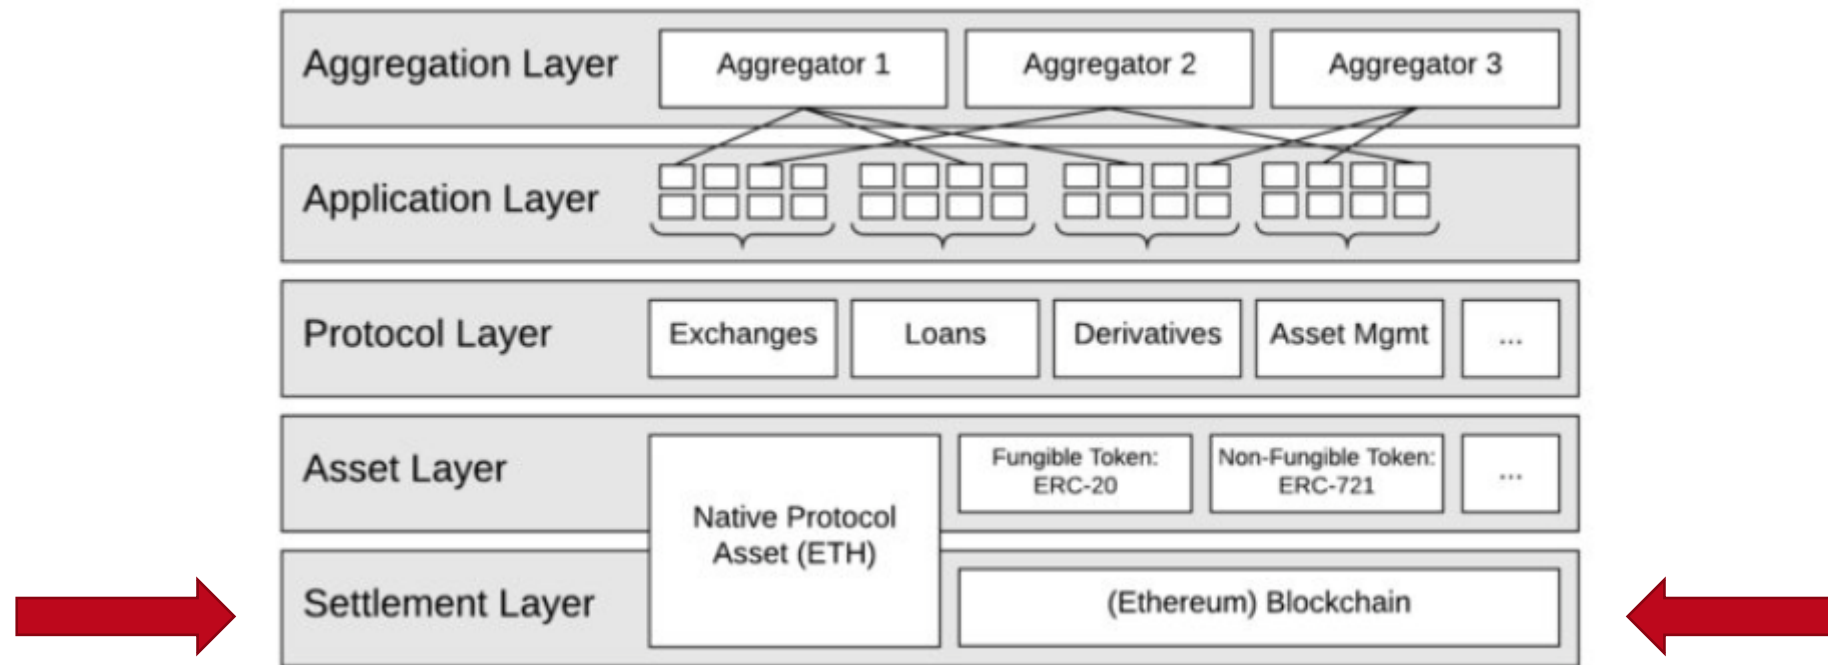 Aggregation Layer
Aggregator 1
Aggregator 2
Aggregator 3
Application Layer
Protocol Layer
Exchanges
Loans
Derivatives
Asset Mgmt
...
Asset Layer
Native Protocol
Asset (ETH)
Fungible Token:
ERC-20
Non-Fungible Token:
ERC-721
...
Settlement Layer
(Ethereum) Blockchain